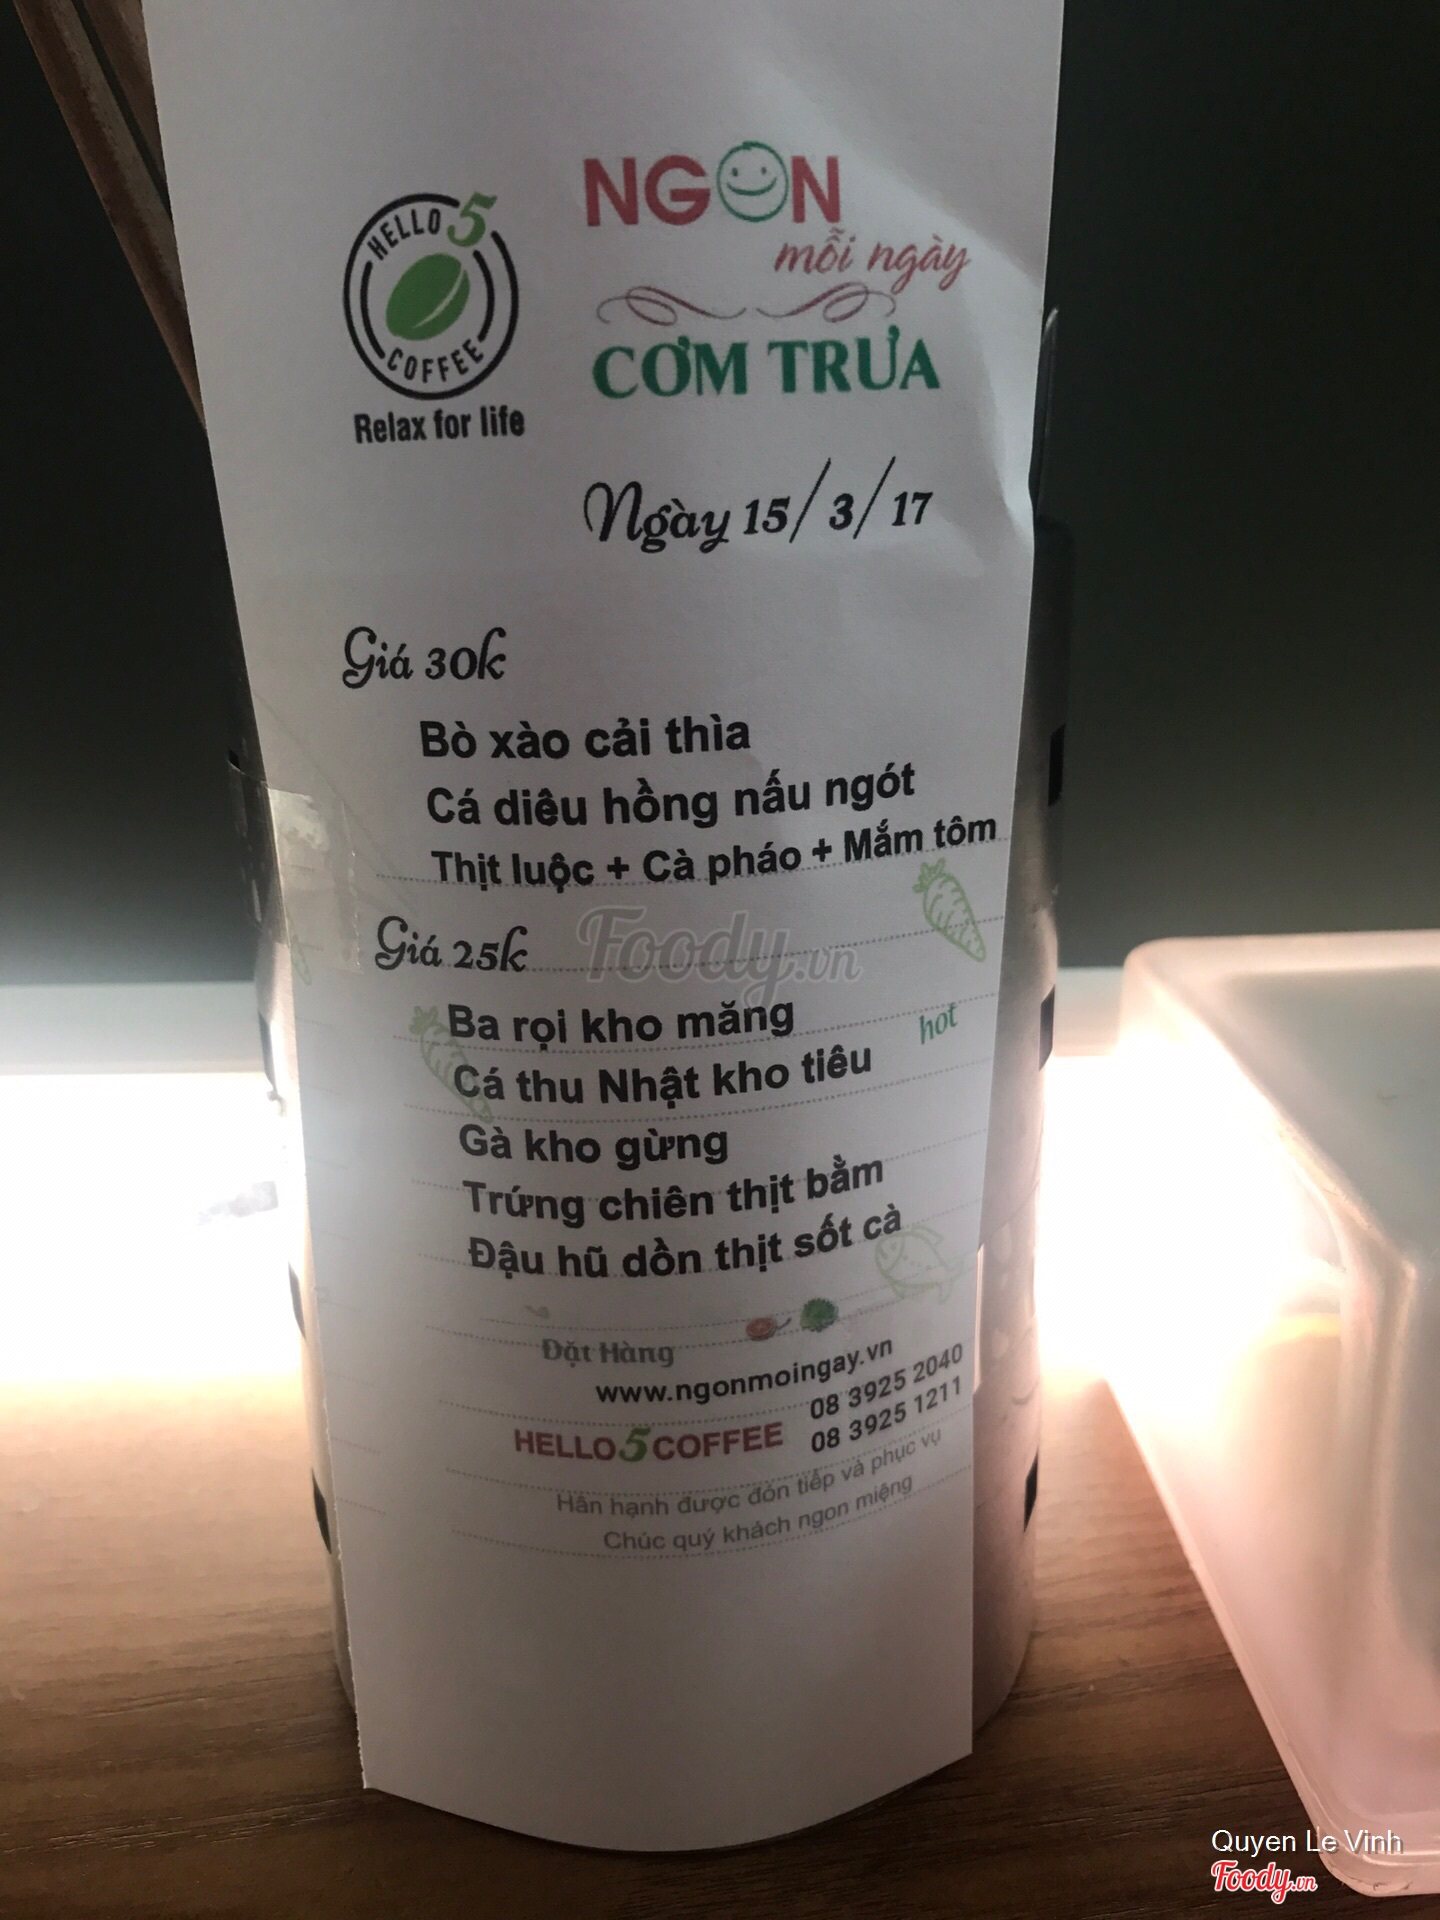 HELLO 5
COFFEE
Relax for life
NGON
mỗi ngày
CƠM TRƯA
Ngày 15/3/17
Giá 30k
Bò xào cải thìa
Cá diêu hồng nấu ngót
Thịt luộc + Cà pháo + Mắm tôm
Giá 25k
Foody.vn
Ba rọi kho măng
hot
Cá thu Nhật kho tiêu
Gà kho gừng
Trứng chiên thịt bằm
Đậu hũ dồn thịt sốt cà
Đặt Hàng
www.ngonmoingay.vn
HELLO5COFFEE
08 3925 2040
08 3925 1211
Hân hạnh được đón tiếp và phục vụ
Chúc quý khách ngon miệng
Quyen Le Vinh
Foody.vn